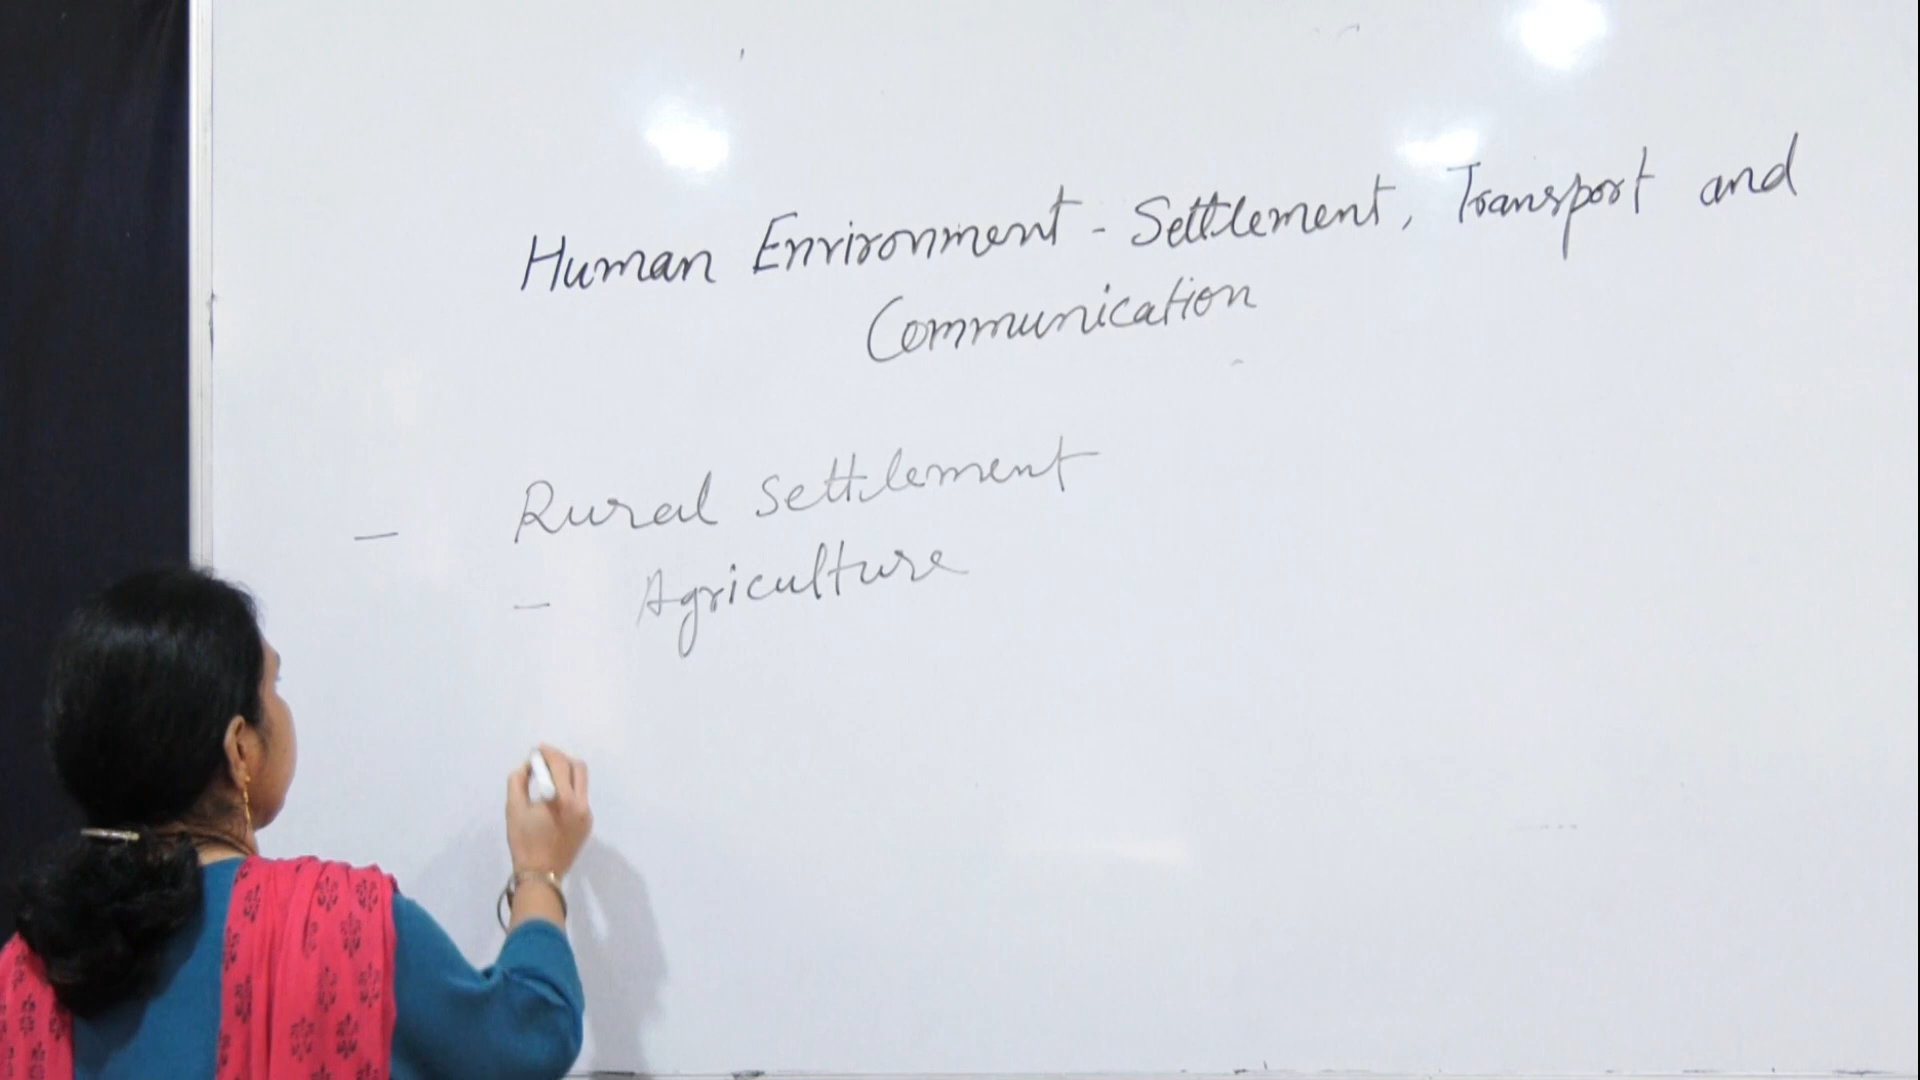 Human Environment - Settlement, Transport and
Communication
- Rural Settlement
- Agriculture